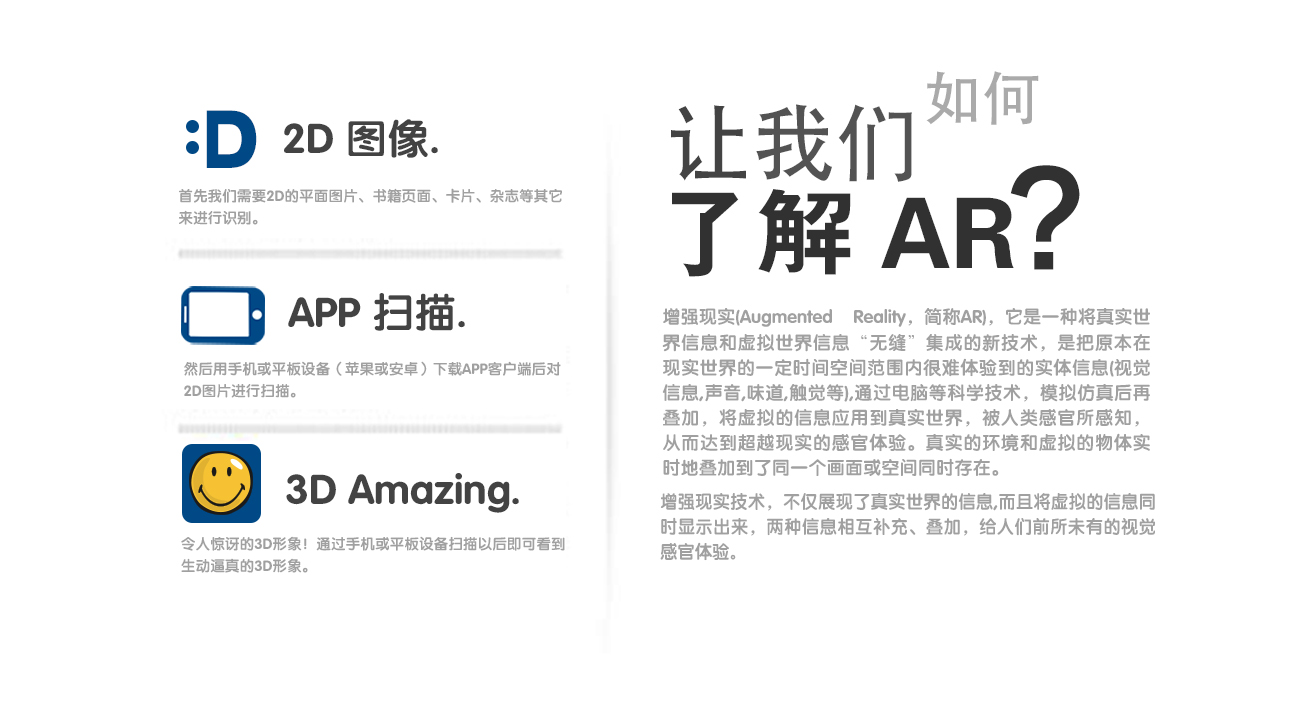 :D 2D 图像.
首先我们需要2D的平面图片、书籍页面、卡片、杂志等其它
来进行识别。
APP 扫描.
然后用手机或平板设备（苹果或安卓）下载APP客户端后对
2D图片进行扫描。
3D Amazing.
令人惊讶的3D形象！通过手机或平板设备扫描以后即可看到
生动逼真的3D形象。
如何
让我们
了解 AR?
增强现实(Augmented Reality，简称AR)，它是一种将真实世
界信息和虚拟世界信息“无缝”集成的新技术，是把原本在
现实世界的一定时间空间范围内很难体验到的实体信息(视觉
信息,声音,味道,触觉等),通过电脑等科学技术，模拟仿真后再
叠加，将虚拟的信息应用到真实世界，被人类感官所感知，
从而达到超越现实的感官体验。真实的环境和虚拟的物体实
时地叠加到了同一个画面或空间同时存在。
增强现实技术，不仅展现了真实世界的信息,而且将虚拟的信息同
时显示出来，两种信息相互补充、叠加，给人们前所未有的视觉
感官体验。